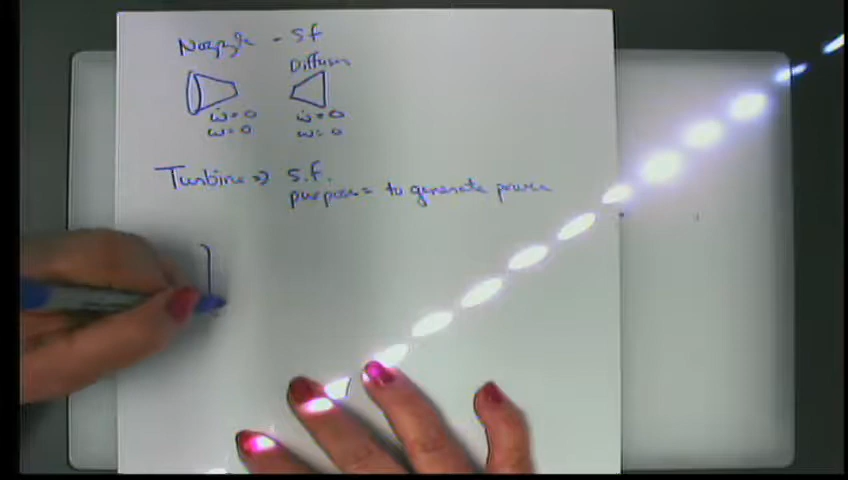 Nozzle - S.f
Diffuser
ẇ = 0 ẇ = 0
w = 0 w = 0
Turbine => S.f.
purpose = to generate power